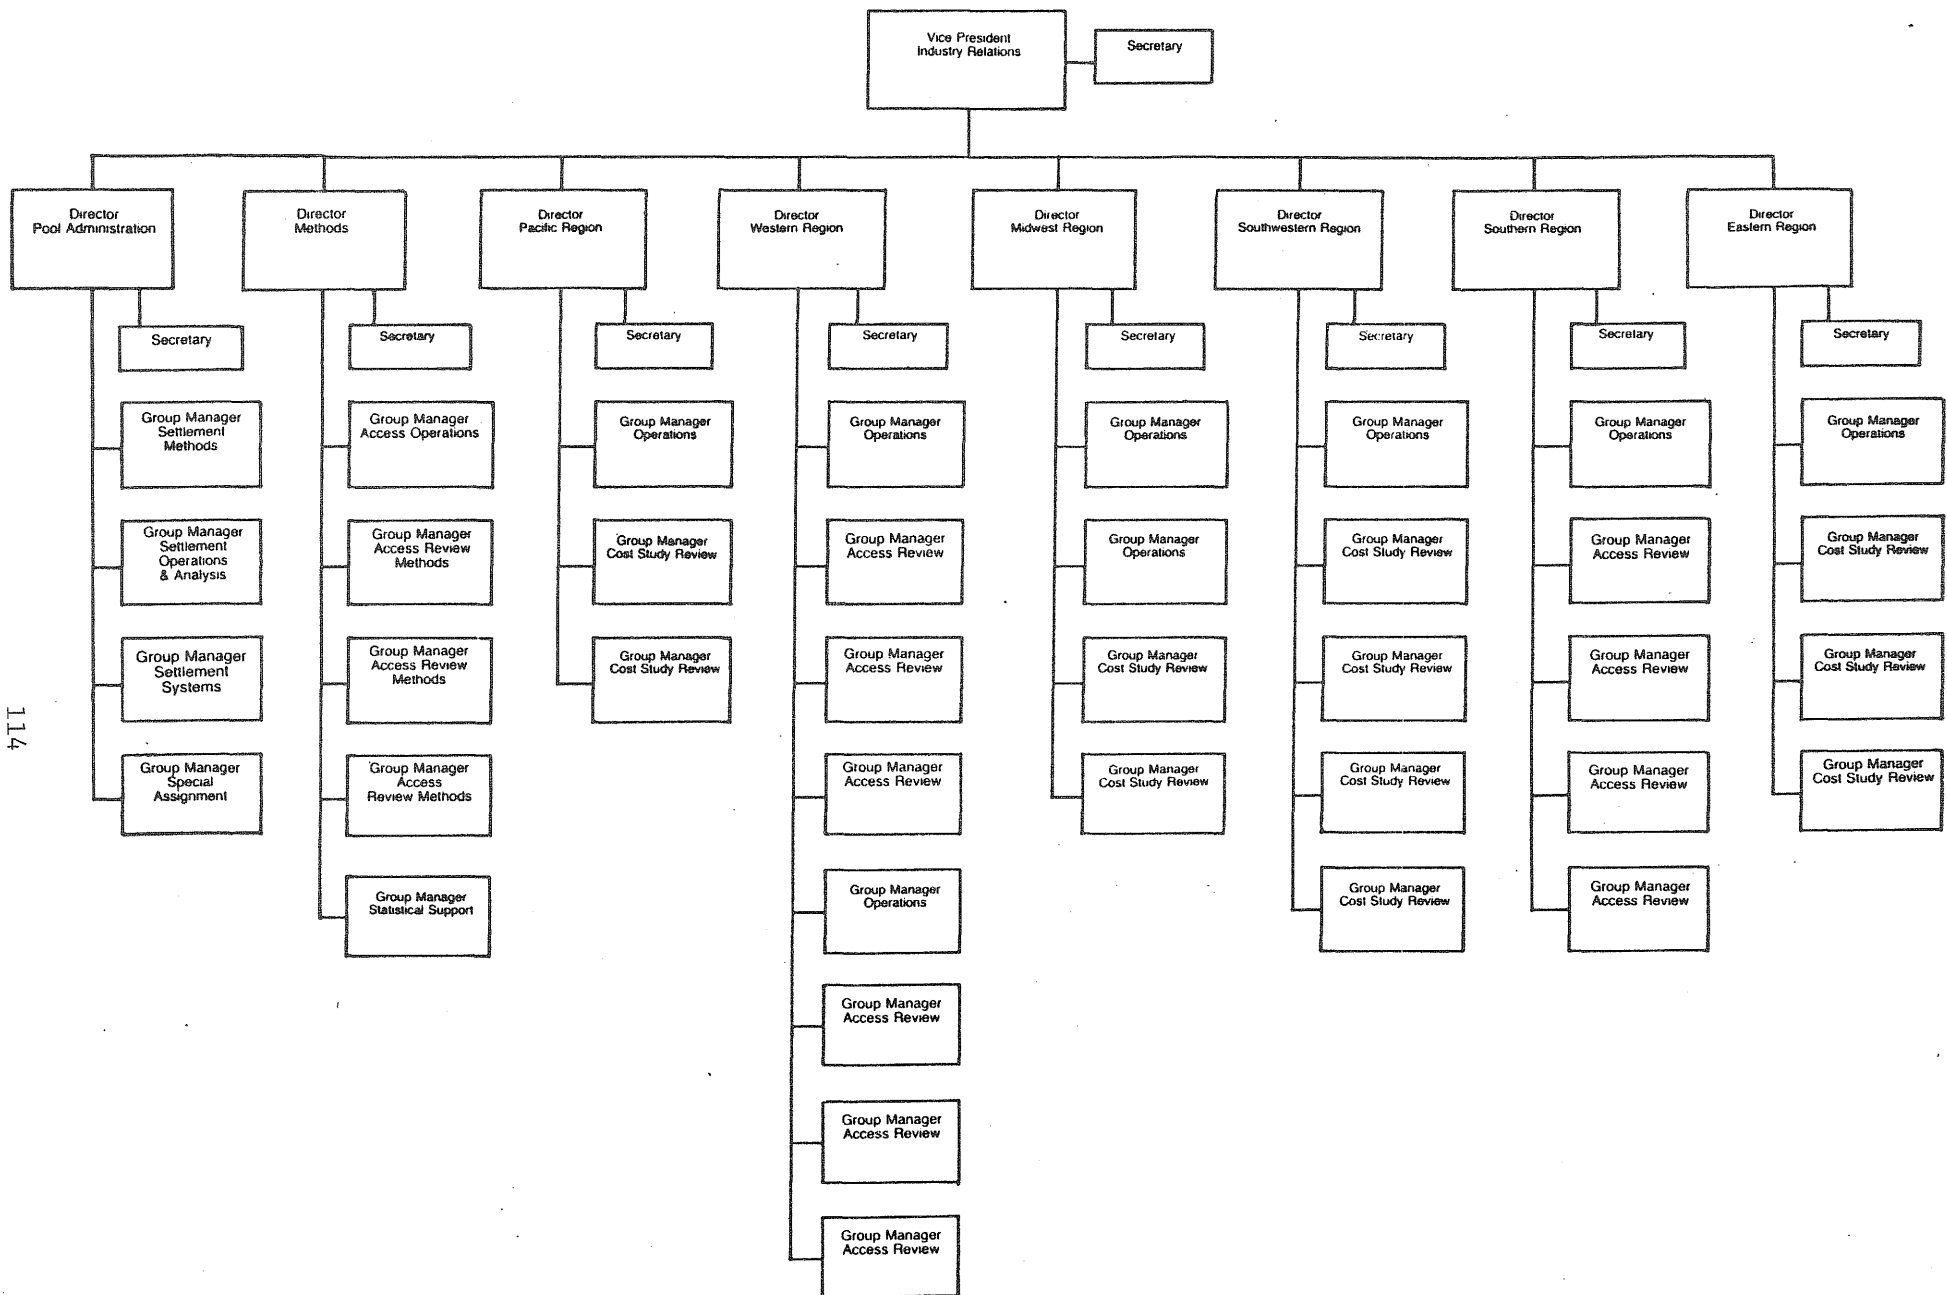 Vice President
Industry Relations
Secretary
Director
Pool Administration
Secretary
Group Manager
Settlement
Methods
Group Manager
Settlement
Operations
& Analysis
Group Manager
Settlement
Systems
Group Manager
Special
Assignment
Director
Methods
Secretary
Group Manager
Access Operations
Group Manager
Access Review
Methods
Group Manager
Access Review
Methods
Group Manager
Access
Review Methods
Group Manager
Statistical Support
Director
Pacific Region
Secretary
Group Manager
Operations
Group Manager
Cost Study Review
Group Manager
Cost Study Review
Director
Western Region
Secretary
Group Manager
Operations
Group Manager
Access Review
Group Manager
Access Review
Group Manager
Access Review
Group Manager
Operations
Group Manager
Access Review
Group Manager
Access Review
Group Manager
Access Review
Director
Midwest Region
Secretary
Group Manager
Operations
Group Manager
Operations
Group Manager
Cost Study Review
Group Manager
Cost Study Review
Director
Southwestern Region
Secretary
Group Manager
Operations
Group Manager
Cost Study Review
Group Manager
Cost Study Review
Group Manager
Cost Study Review
Group Manager
Cost Study Review
Director
Southern Region
Secretary
Group Manager
Operations
Group Manager
Access Review
Group Manager
Access Review
Group Manager
Access Review
Group Manager
Access Review
Director
Eastern Region
Secretary
Group Manager
Operations
Group Manager
Cost Study Review
Group Manager
Cost Study Review
Group Manager
Cost Study Review
114